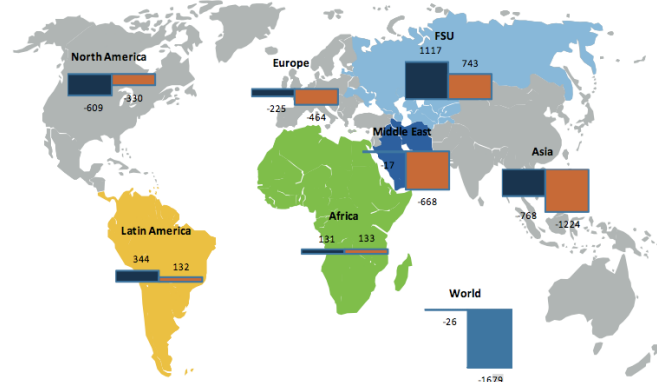 FSU
North America
Europe
1117
743
-609
-330
-225
-464
Middle East
-17
-668
Asia
-768
-1224
Latin America
344
132
Africa
131
133
World
-26
-1679